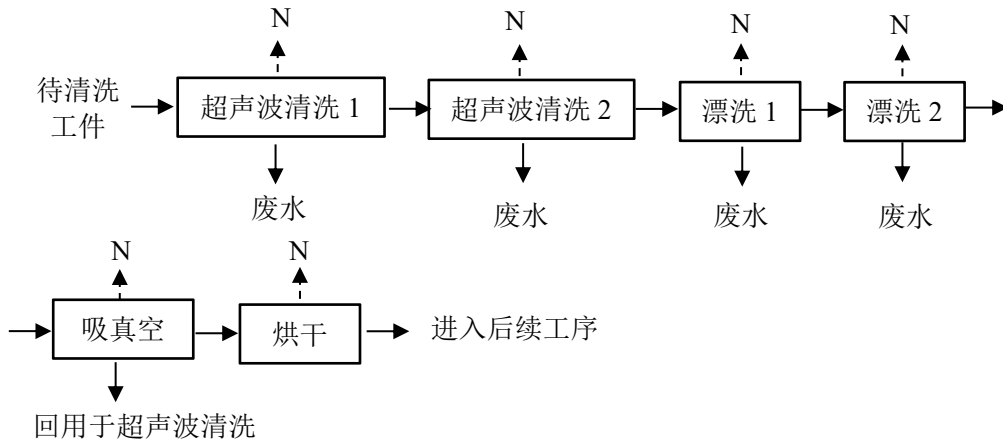 N N N N
待清洗 超声波清洗 1 超声波清洗 2 漂洗 1 漂洗 2
工件
废水 废水 废水 废水
N N
吸真空 烘干 进入后续工序
回用于超声波清洗